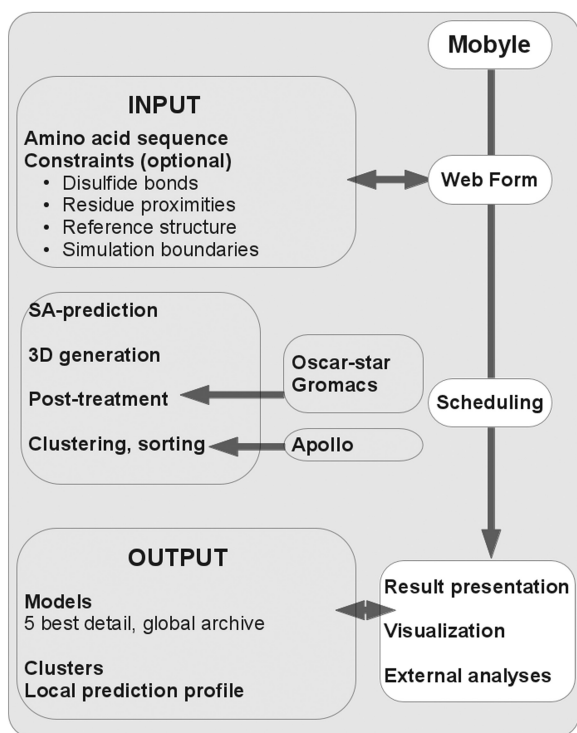 Mobyle
INPUT
Amino acid sequence
Constraints (optional)
• Disulfide bonds
• Residue proximities
• Reference structure
• Simulation boundaries
Web Form
SA-prediction
3D generation
Post-treatment
Clustering, sorting
Oscar-star
Gromacs
Apollo
Scheduling
OUTPUT
Models
5 best detail, global archive
Clusters
Local prediction profile
Result presentation
Visualization
External analyses